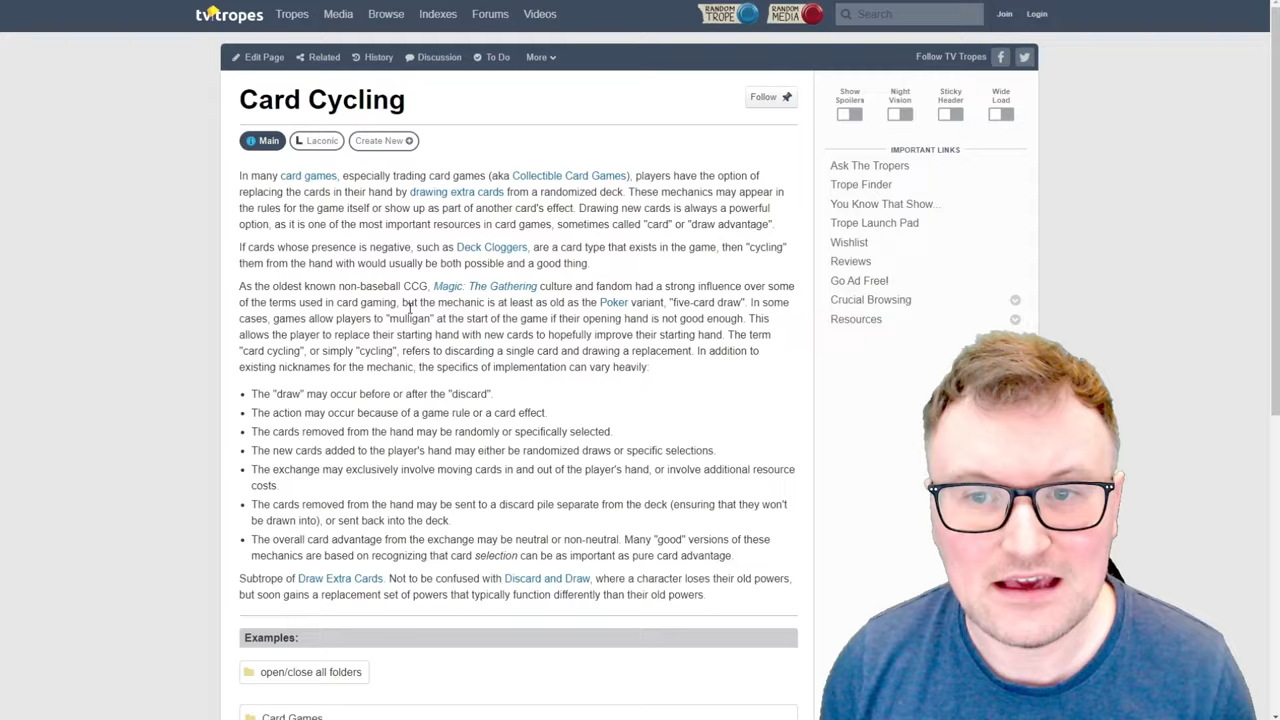 tvtropes Tropes Media Browse Indexes Forums Videos RANDOM TROPE RANDOM MEDIA Search Join Login
Edit Page Related History Discussion To Do More Follow TV Tropes
Card Cycling
Follow
Main Laconic Create New
In many card games, especially trading card games (aka Collectible Card Games), players have the option of
replacing the cards in their hand by drawing extra cards from a randomized deck. These mechanics may appear in
the rules for the game itself or show up as part of another card's effect. Drawing new cards is always a powerful
option, as it is one of the most important resources in card games, sometimes called "card" or "draw advantage".
If cards whose presence is negative, such as Deck Cloggers, are a card type that exists in the game, then "cycling"
them from the hand with would usually be both possible and a good thing.
As the oldest known non-baseball CCG, Magic: The Gathering culture and fandom had a strong influence over some
of the terms used in card gaming, but the mechanic is at least as old as the Poker variant, "five-card draw". In some
cases, games allow players to "mulligan" at the start of the game if their opening hand is not good enough. This
allows the player to replace their starting hand with new cards to hopefully improve their starting hand. The term
"card cycling", or simply "cycling", refers to discarding a single card and drawing a replacement. In addition to
existing nicknames for the mechanic, the specifics of implementation can vary heavily:
• The "draw" may occur before or after the "discard".
• The action may occur because of a game rule or a card effect.
• The cards removed from the hand may be randomly or specifically selected.
• The new cards added to the player's hand may either be randomized draws or specific selections.
• The exchange may exclusively involve moving cards in and out of the player's hand, or involve additional resource
costs.
• The cards removed from the hand may be sent to a discard pile separate from the deck (ensuring that they won't
be drawn into), or sent back into the deck.
• The overall card advantage from the exchange may be neutral or non-neutral. Many "good" versions of these
mechanics are based on recognizing that card selection can be as important as pure card advantage.
Subtrope of Draw Extra Cards. Not to be confused with Discard and Draw, where a character loses their old powers,
but soon gains a replacement set of powers that typically function differently than their old powers.
Examples:
open/close all folders
Card Games
Show Spoilers
Night Vision
Sticky Header
Wide Load
IMPORTANT LINKS
Ask The Tropers
Trope Finder
You Know That Show...
Trope Launch Pad
Wishlist
Reviews
Go Ad Free!
Crucial Browsing
Resources